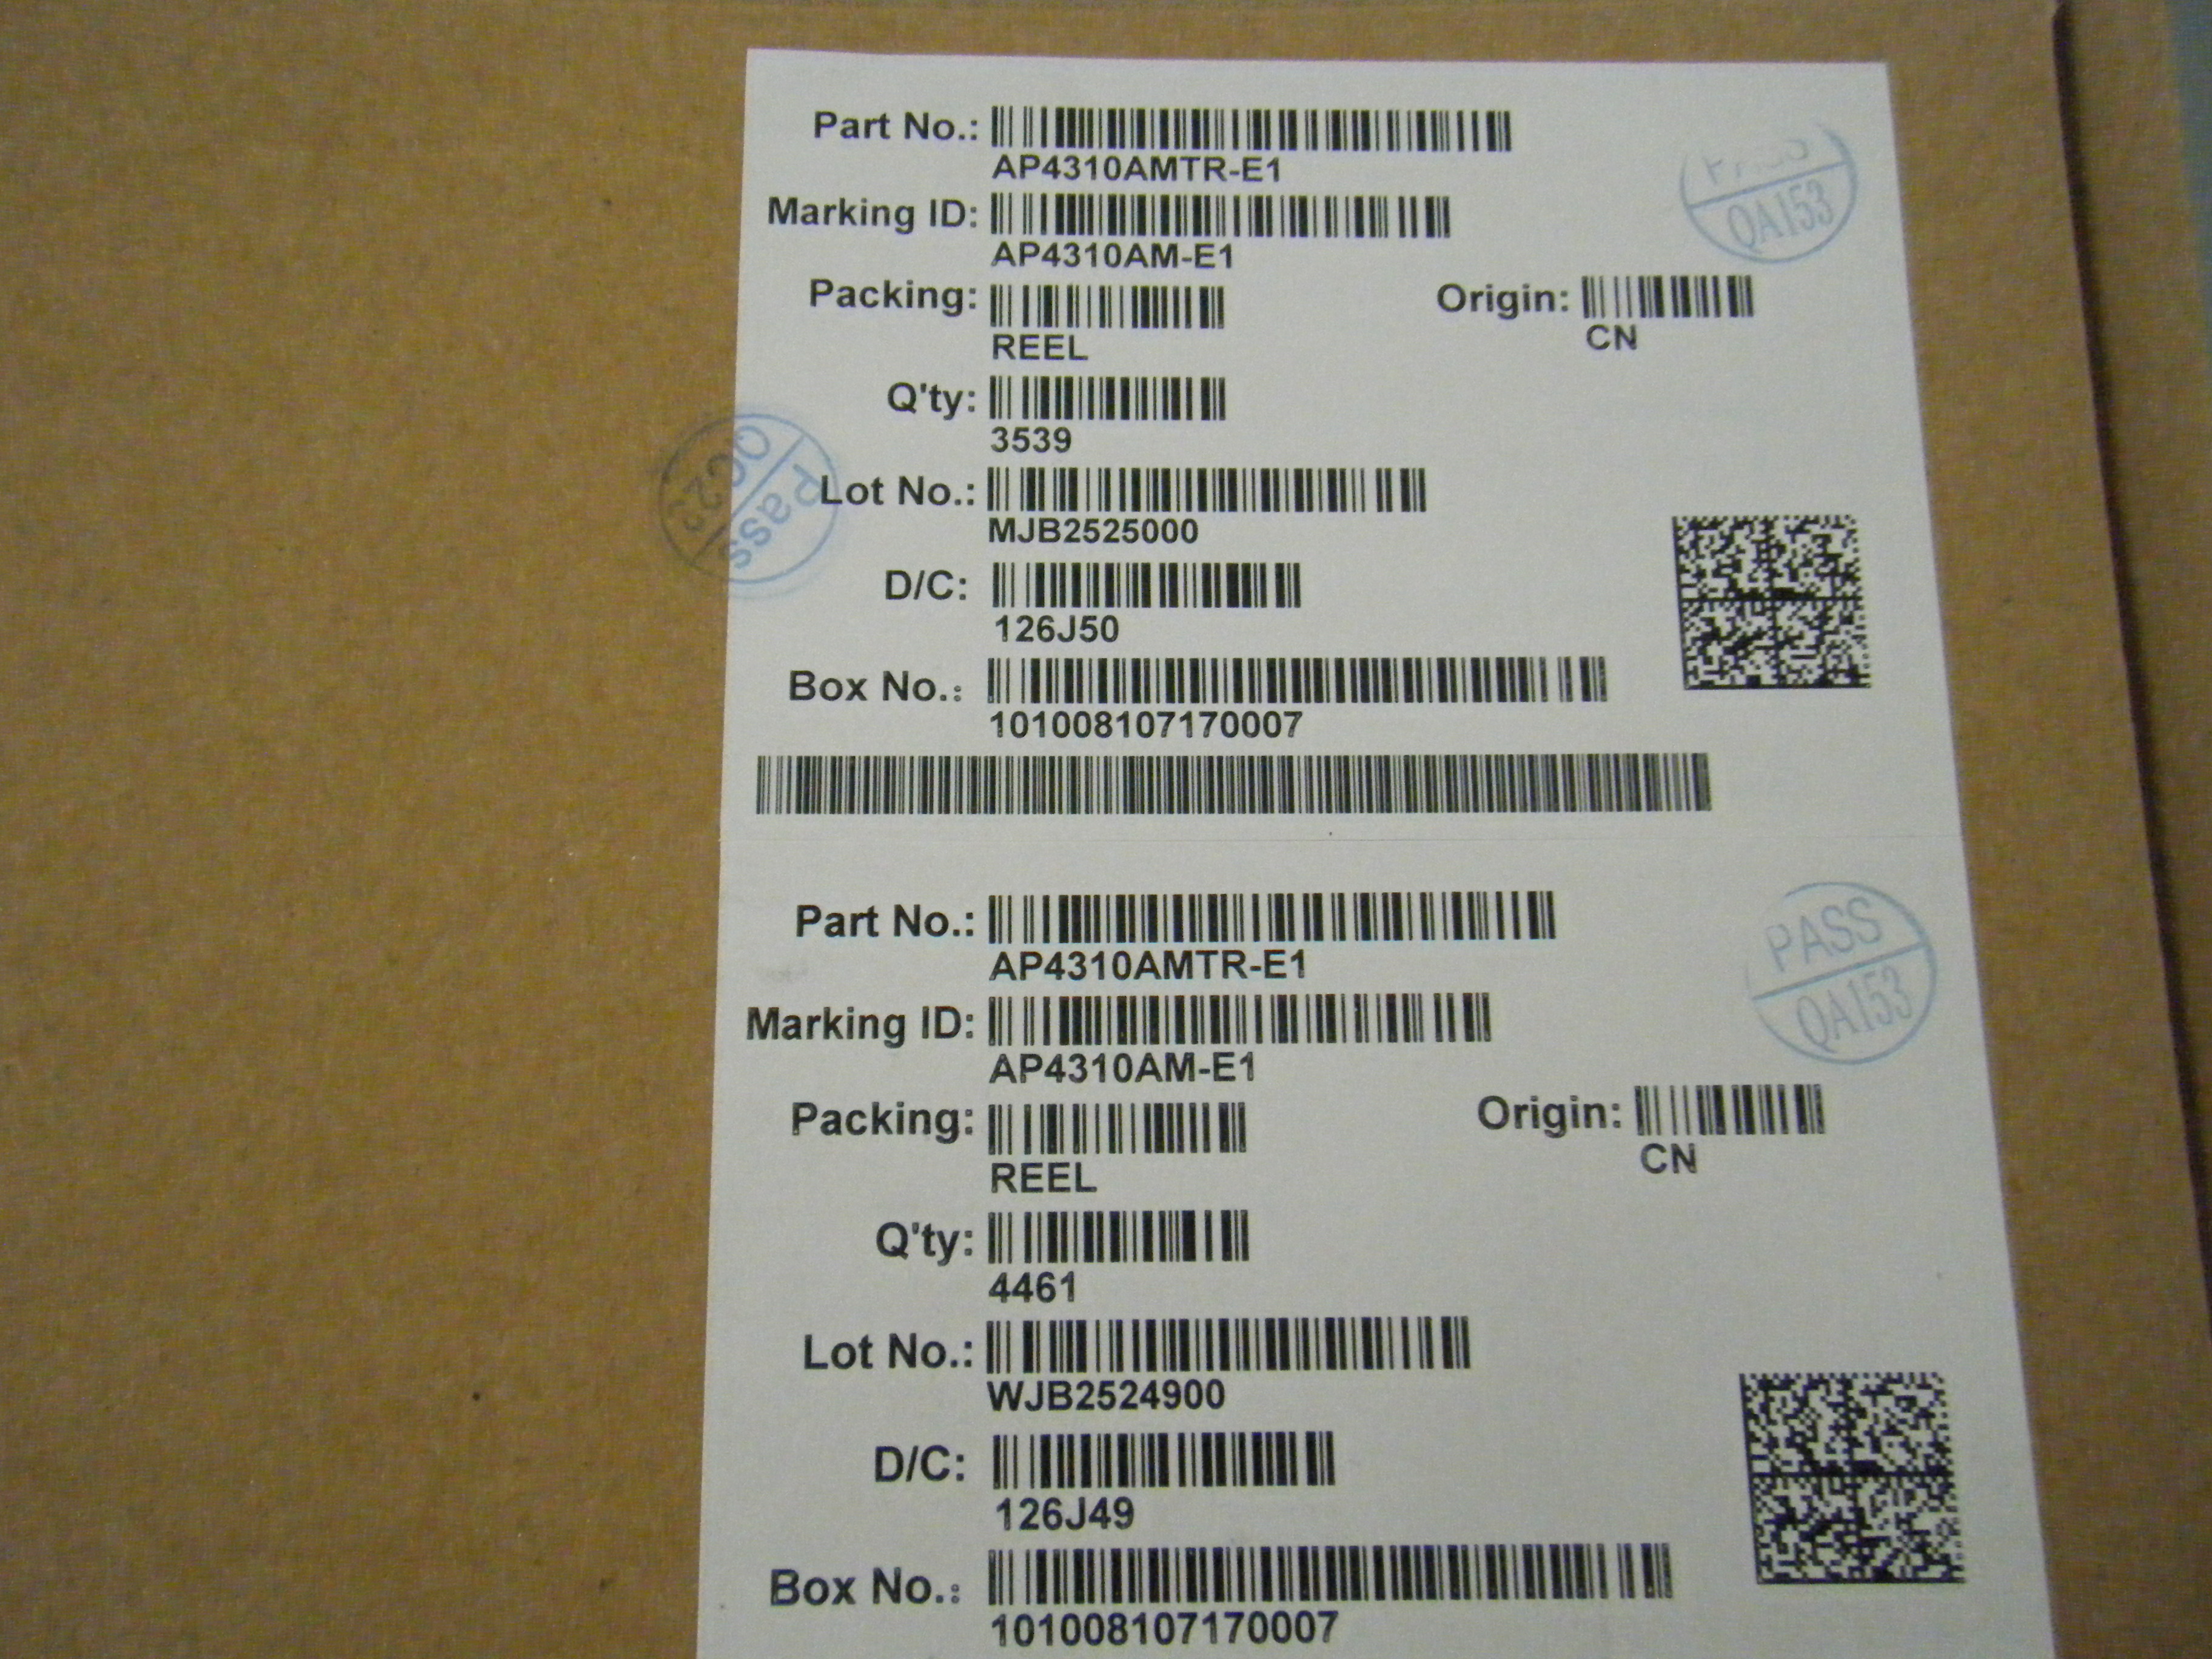 Part No.:
AP4310AMTR-E1
Marking ID:
AP4310AM-E1
Packing:
REEL
Origin:
CN
Q'ty:
3539
Lot No.:
MJB2525000
D/C:
126J50
Box No.:
101008107170007
QA153
Pass
Part No.:
AP4310AMTR-E1
Marking ID:
AP4310AM-E1
Packing:
REEL
Origin:
CN
Q'ty:
4461
Lot No.:
WJB2524900
D/C:
126J49
Box No.:
101008107170007
PASS
QA153